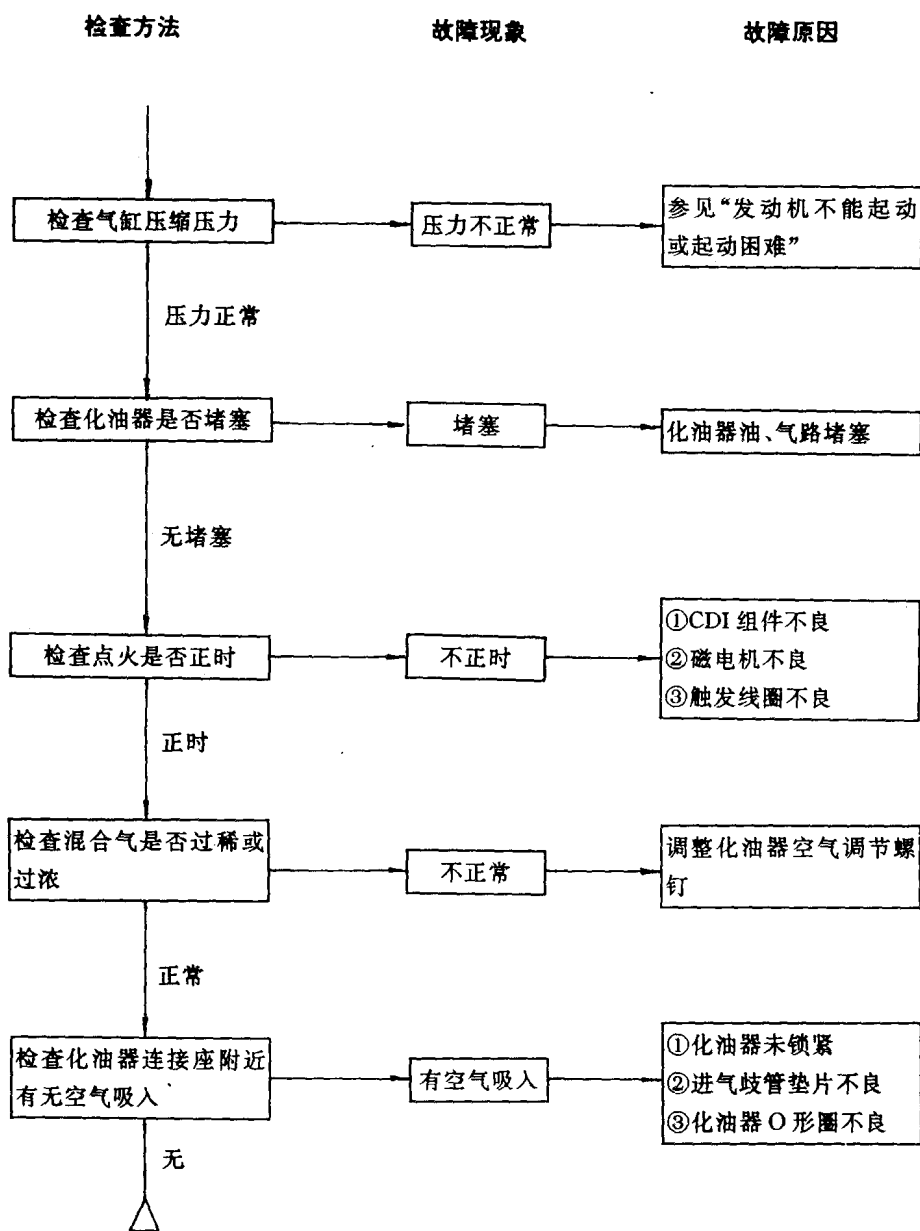 检查方法 故障现象 故障原因
检查气缸压缩压力 压力不正常 参见“发动机不能起动
或起动困难”
压力正常
检查化油器是否堵塞 堵塞 化油器油、气路堵塞
无堵塞
检查点火是否正时 不正时 ①CDI 组件不良
②磁电机不良
③触发线圈不良
正时
检查混合气是否过稀或
过浓
不正常
调整化油器空气调节螺
钉
正常
检查化油器连接座附近
有无空气吸入
有空气吸入
①化油器未锁紧
②进气歧管垫片不良
③化油器 O 形圈不良
无